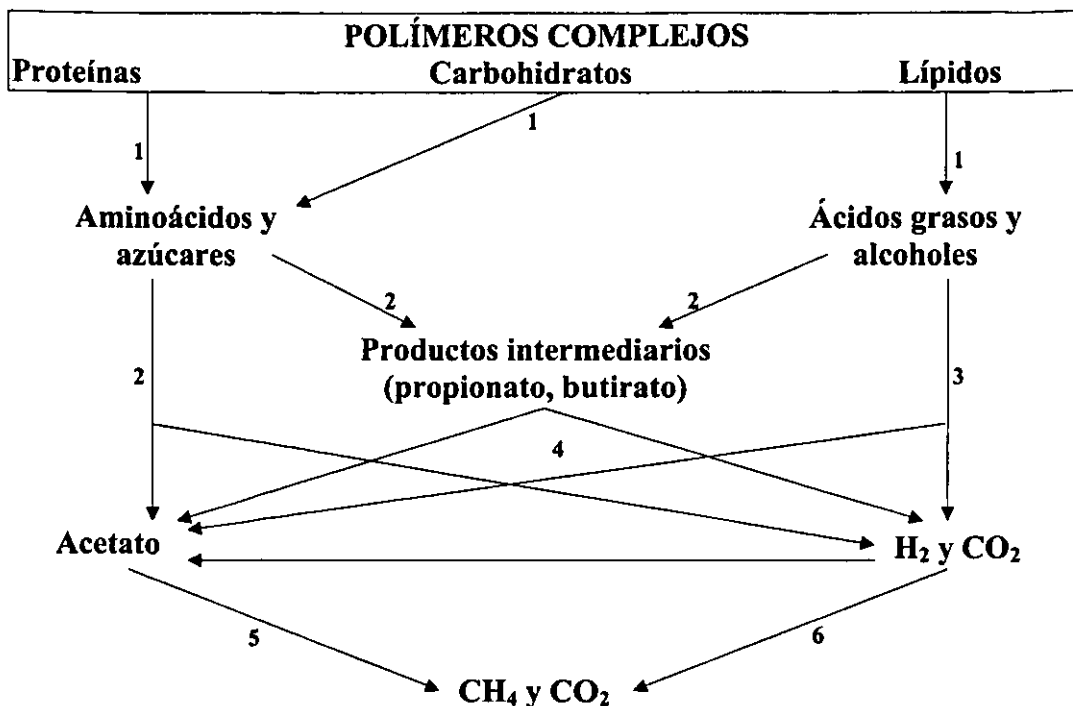 POLÍMEROS COMPLEJOS
Proteínas Carbohidratos Lípidos
1 1 1
Aminoácidos y
azúcares
Ácidos grasos y
alcoholes
2 2
Productos intermediarios
(propionato, butirato)
2 3
4
Acetato H₂ y CO₂
5 6
CH₄ y CO₂